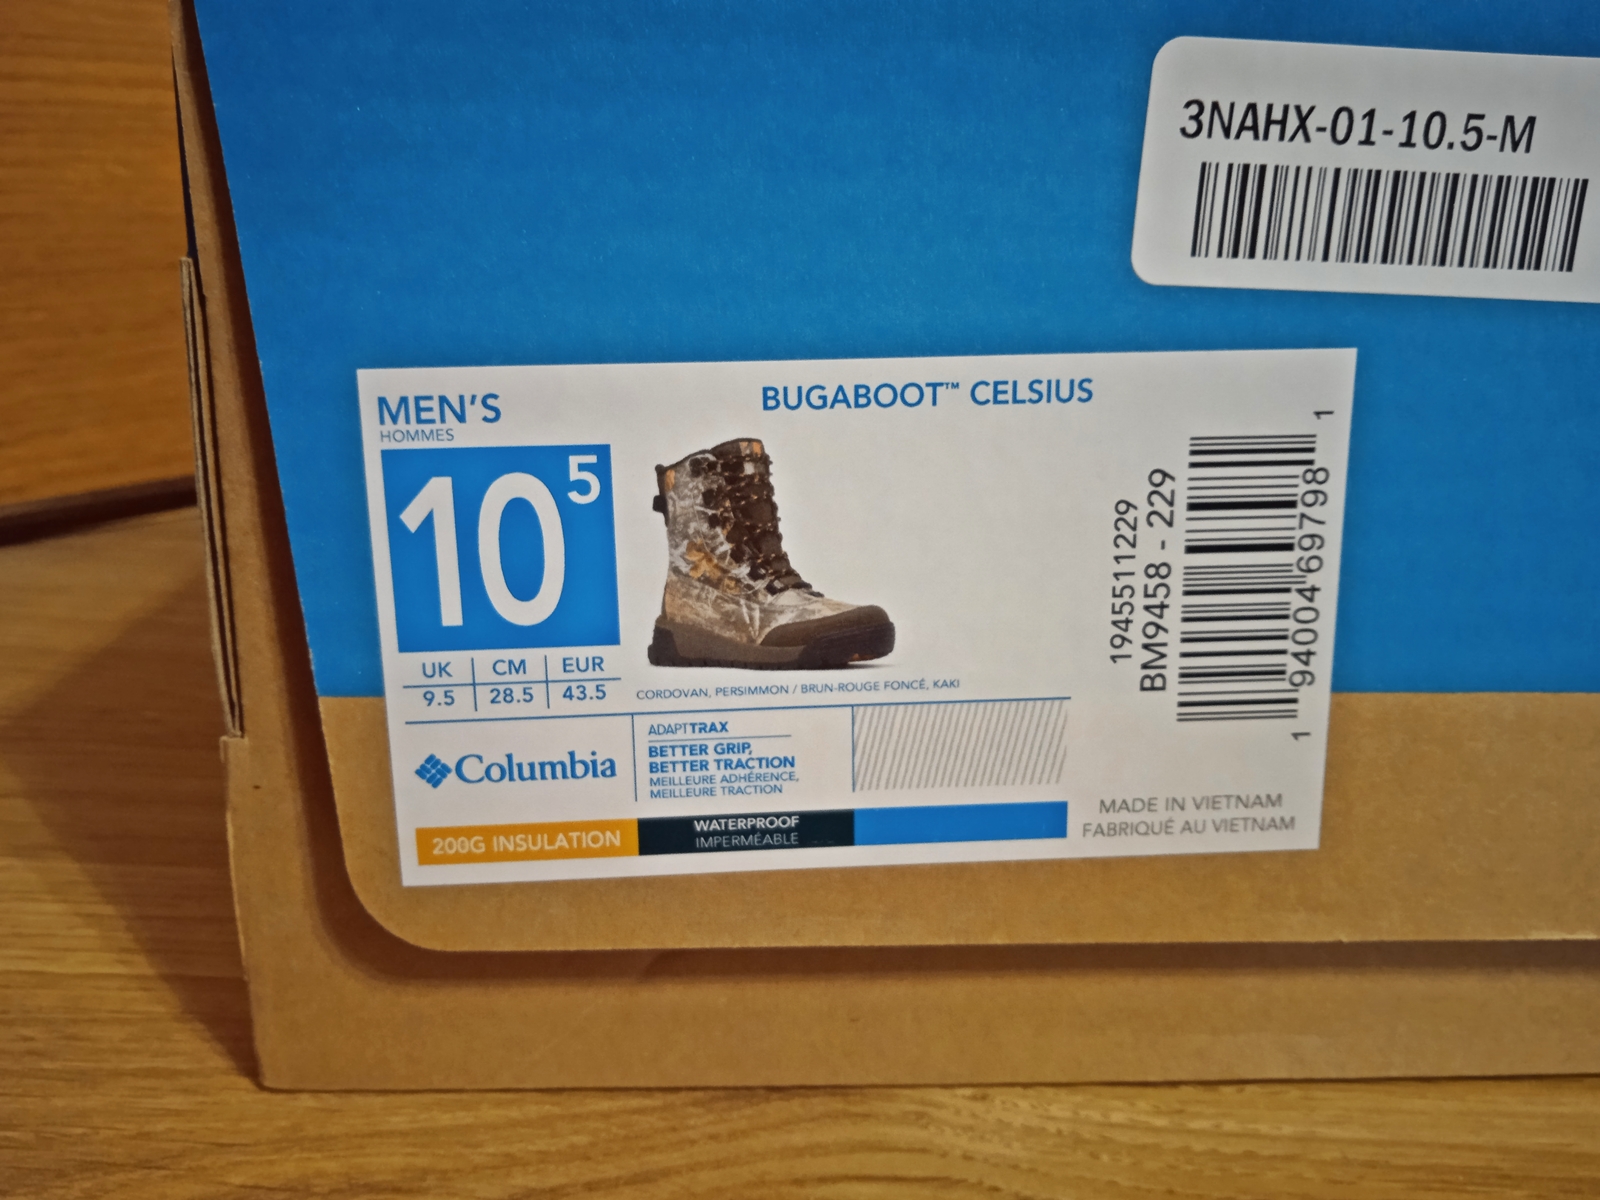 3NAHX-01-10.5-M
MEN'S
HOMMES
BUGABOOT™ CELSIUS
10⁵
UK CM EUR
9.5 28.5 43.5
CORDOVAN, PERSIMMON / BRUN-ROUGE FONCÉ, KAKI
Columbia
ADAPTTRAX
BETTER GRIP,
BETTER TRACTION
MEILLEURE ADHÉRENCE,
MEILLEURE TRACTION
200G INSULATION
WATERPROOF
IMPERMÉABLE
1945511229
BM9458 - 229
1 94004 69798 1
MADE IN VIETNAM
FABRIQUÉ AU VIETNAM